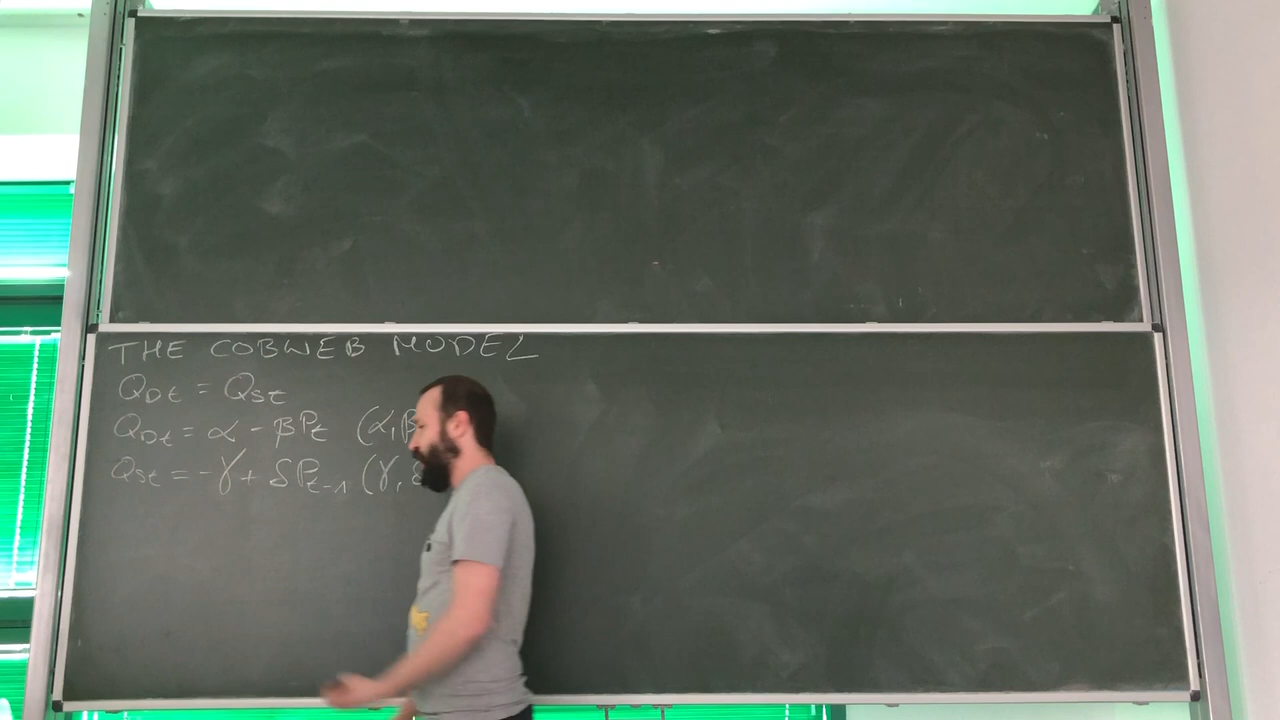 THE COBWEB MODEL
Q_Dt = Q_St
Q_Dt = α - βP_t (α, β
Q_St = -γ + δP_t-1 (γ, δ